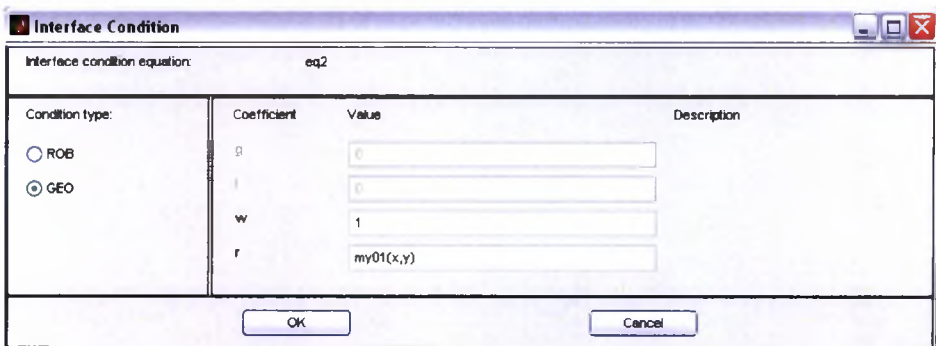 Interface Condition
Interface condition equation: eq2
Condition type: Coefficient Value Description
ROB g 0
GEO l 0
w 1
r my01(x,y)
OK Cancel